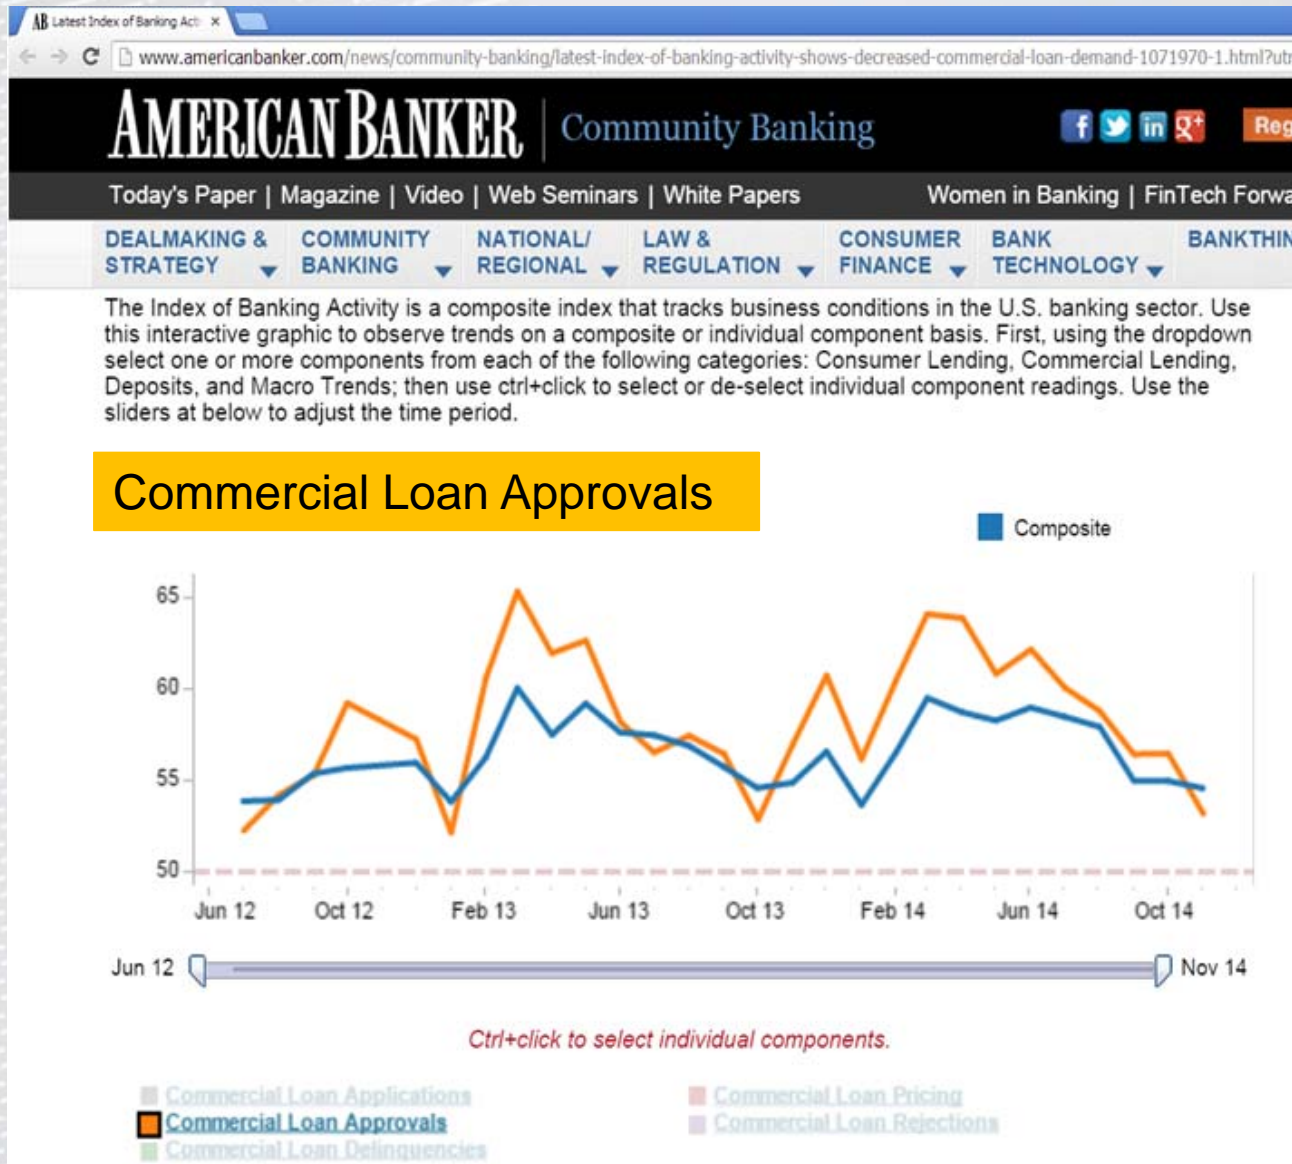 AB Latest Index of Banking Acti ×
www.americanbanker.com/news/community-banking/latest-index-of-banking-activity-shows-decreased-commercial-loan-demand-1071970-1.html?utm
AMERICAN BANKER | Community Banking
f in g+ Reg
Today's Paper | Magazine | Video | Web Seminars | White Papers Women in Banking | FinTech Forwa
DEALMAKING & STRATEGY COMMUNITY BANKING NATIONAL/ REGIONAL LAW & REGULATION CONSUMER FINANCE BANK TECHNOLOGY BANKTHIN
The Index of Banking Activity is a composite index that tracks business conditions in the U.S. banking sector. Use
this interactive graphic to observe trends on a composite or individual component basis. First, using the dropdown
select one or more components from each of the following categories: Consumer Lending, Commercial Lending,
Deposits, and Macro Trends; then use ctrl+click to select or de-select individual component readings. Use the
sliders at below to adjust the time period.
Commercial Loan Approvals
Composite
65
60
55
50
Jun 12 Oct 12 Feb 13 Jun 13 Oct 13 Feb 14 Jun 14 Oct 14
Jun 12 Nov 14
Ctrl+click to select individual components.
Commercial Loan Applications Commercial Loan Pricing
Commercial Loan Approvals Commercial Loan Rejections
Commercial Loan Delinquencies